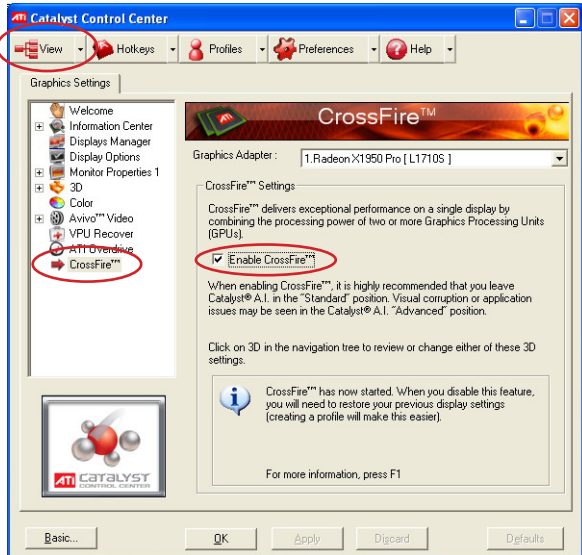 ATI Catalyst Control Center
View
Hotkeys
Profiles
Preferences
Help
Graphics Settings
Welcome
Information Center
Displays Manager
Display Options
Monitor Properties 1
3D
Color
Avivo™ Video
VPU Recover
ATI Overdrive
CrossFire™
CrossFire™
Graphics Adapter :
1.Radeon X1950 Pro [ L1710S ]
CrossFire™ Settings
CrossFire™ delivers exceptional performance on a single display by
combining the processing power of two or more Graphics Processing Units
(GPUs).
Enable CrossFire™
When enabling CrossFire™, it is highly recommended that you leave
Catalyst® A.I. in the "Standard" position. Visual corruption or application
issues may be seen in the Catalyst® A.I. "Advanced" position.
Click on 3D in the navigation tree to review or change either of these 3D
settings.
CrossFire™ has now started. When you disable this feature,
you will need to restore your previous display settings
(creating a profile will make this easier).
For more information, press F1
ATI CATALYST
CONTROL CENTER
Basic...
OK
Apply
Discard
Defaults